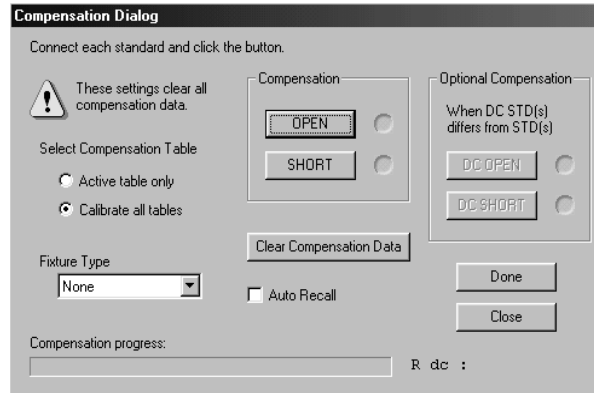 Compensation Dialog
Connect each standard and click the button.
These settings clear all
compensation data.
Select Compensation Table
Active table only
Calibrate all tables
Fixture Type
None
Compensation
OPEN
SHORT
Clear Compensation Data
Auto Recall
Optional Compensation
When DC STD(s)
differs from STD(s)
DC OPEN
DC SHORT
Done
Close
Compensation progress:
R dc :